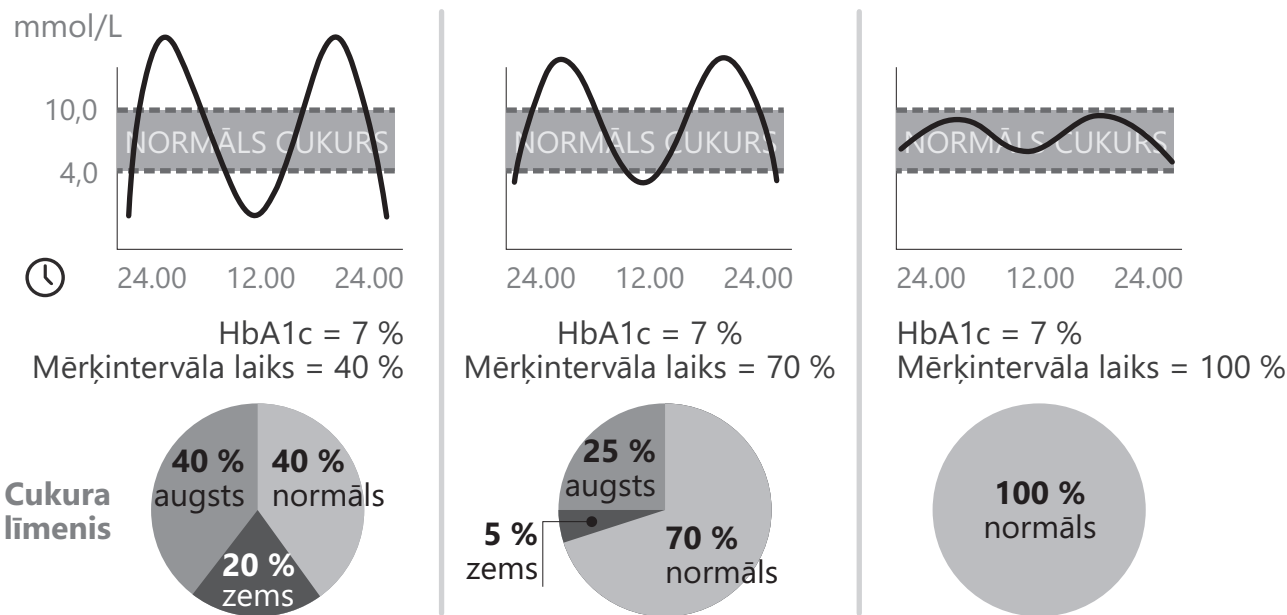 mmol/L
10,0
4,0
NORMĀLS CUKURS
24.00 12.00 24.00
HbA1c = 7 %
Mērķintervāla laiks = 40 %
NORMĀLS CUKURS
24.00 12.00 24.00
HbA1c = 7 %
Mērķintervāla laiks = 70 %
NORMĀLS CUKURS
24.00 12.00 24.00
HbA1c = 7 %
Mērķintervāla laiks = 100 %
Cukura
līmenis
40 %
augsts
40 %
normāls
20 %
zems
25 %
augsts
5 %
zems
70 %
normāls
100 %
normāls